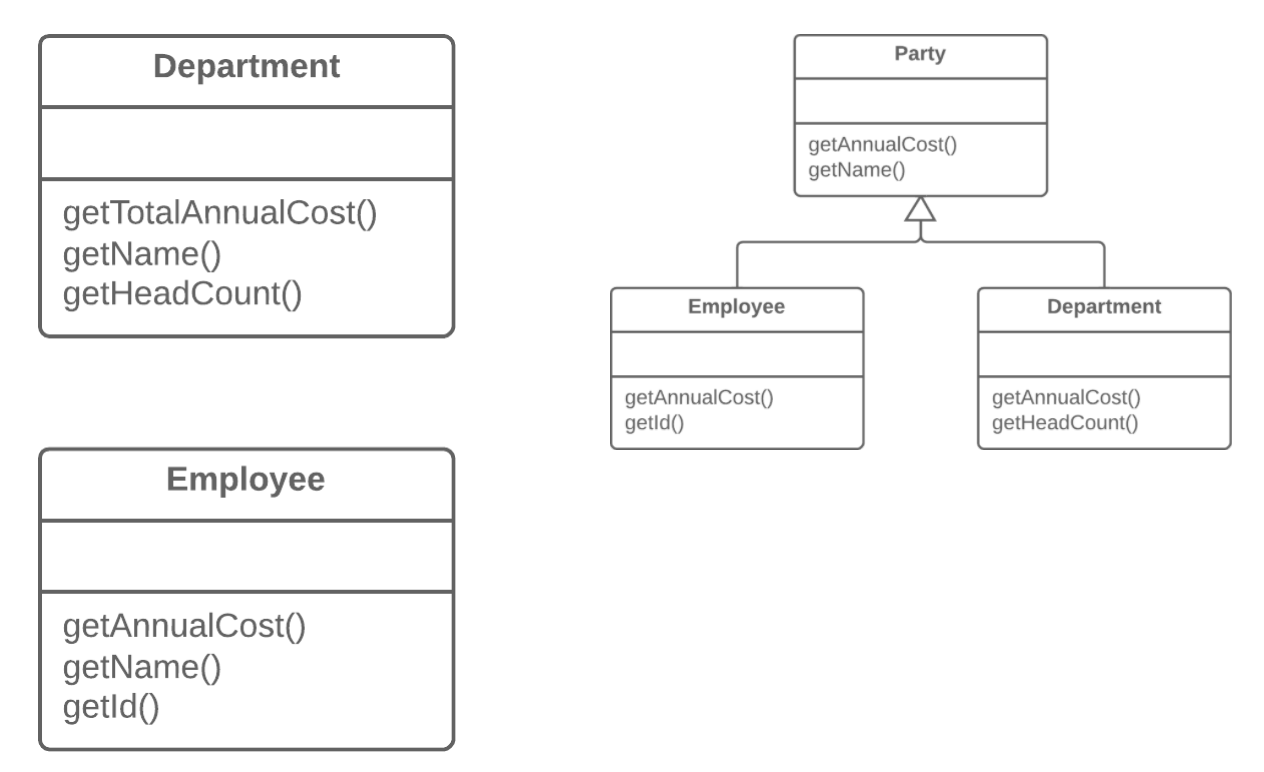 Department
getTotalAnnualCost()
getName()
getHeadCount()
Employee
getAnnualCost()
getName()
getId()
Party
getAnnualCost()
getName()
Employee
getAnnualCost()
getId()
Department
getAnnualCost()
getHeadCount()